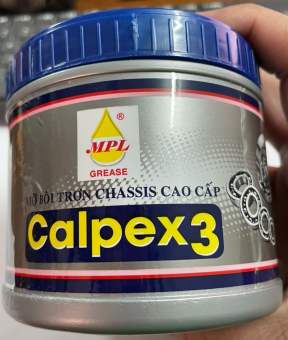 ®
MPL
GREASE
MỠ BÔI TRƠN CHASSIS CAO CẤP
Calpex3